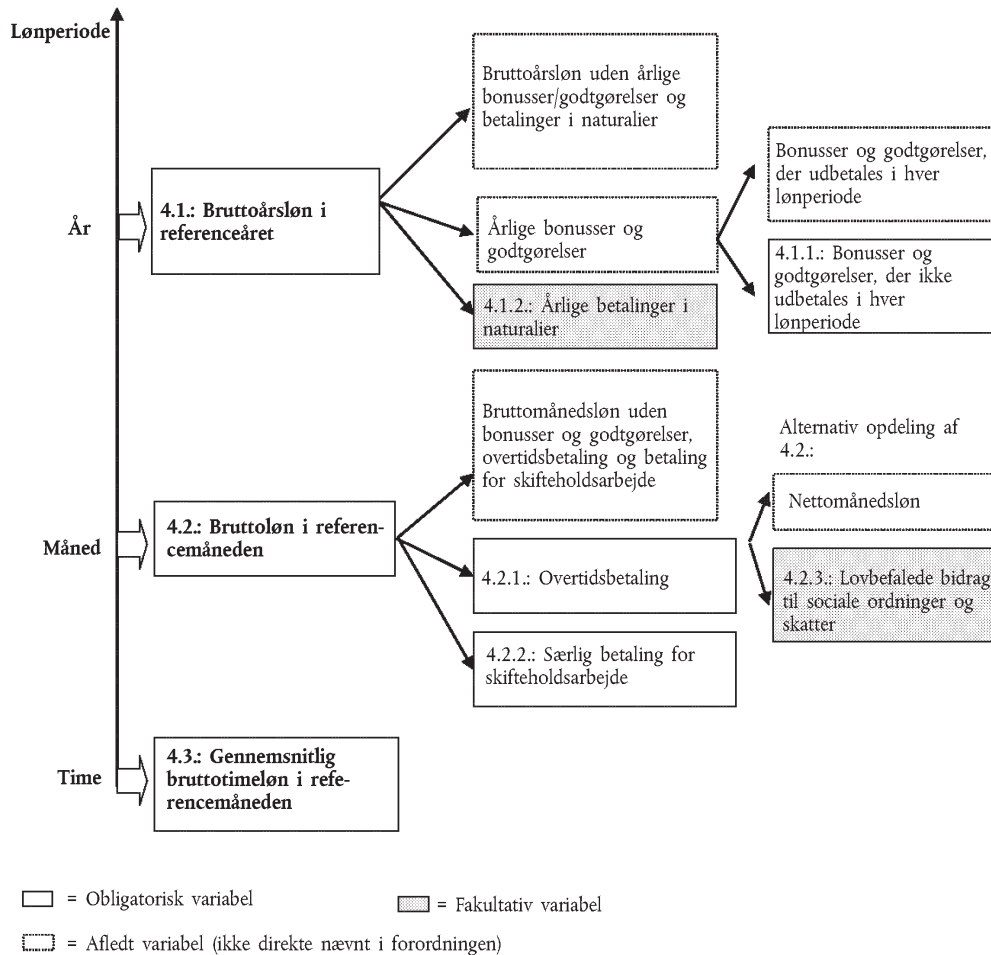 Lønperiode
Bruttoårsløn uden årlige
bonusser/godtgørelser og
betalinger i naturalier
Bonusser og godtgørelser,
der udbetales i hver
lønperiode
År
4.1.: Bruttoårsløn i
referenceåret
Årlige bonusser og
godtgørelser
4.1.1.: Bonusser og
godtgørelser, der ikke
udbetales i hver
lønperiode
4.1.2.: Årlige betalinger i
naturalier
Bruttomånedsløn uden
bonusser og godtgørelser,
overtidsbetaling og betaling
for skifteholdsarbejde
Alternativ opdeling af
4.2.:
Nettomånedsløn
Måned
4.2.: Bruttoløn i referen-
cemåneden
4.2.1.: Overtidsbetaling
4.2.3.: Lovbefalede bidrag
til sociale ordninger og
skatter
4.2.2.: Særlig betaling for
skifteholdsarbejde
Time
4.3.: Gennemsnitlig
bruttotimeløn i refe-
rencemåneden
= Obligatorisk variabel
= Fakultativ variabel
= Afledt variabel (ikke direkte nævnt i forordningen)